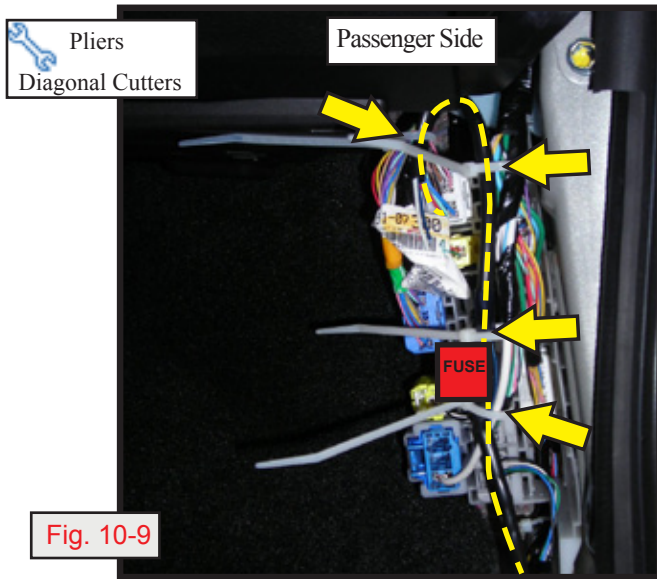 Pliers
Diagonal Cutters
Passenger Side
FUSE
Fig. 10-9